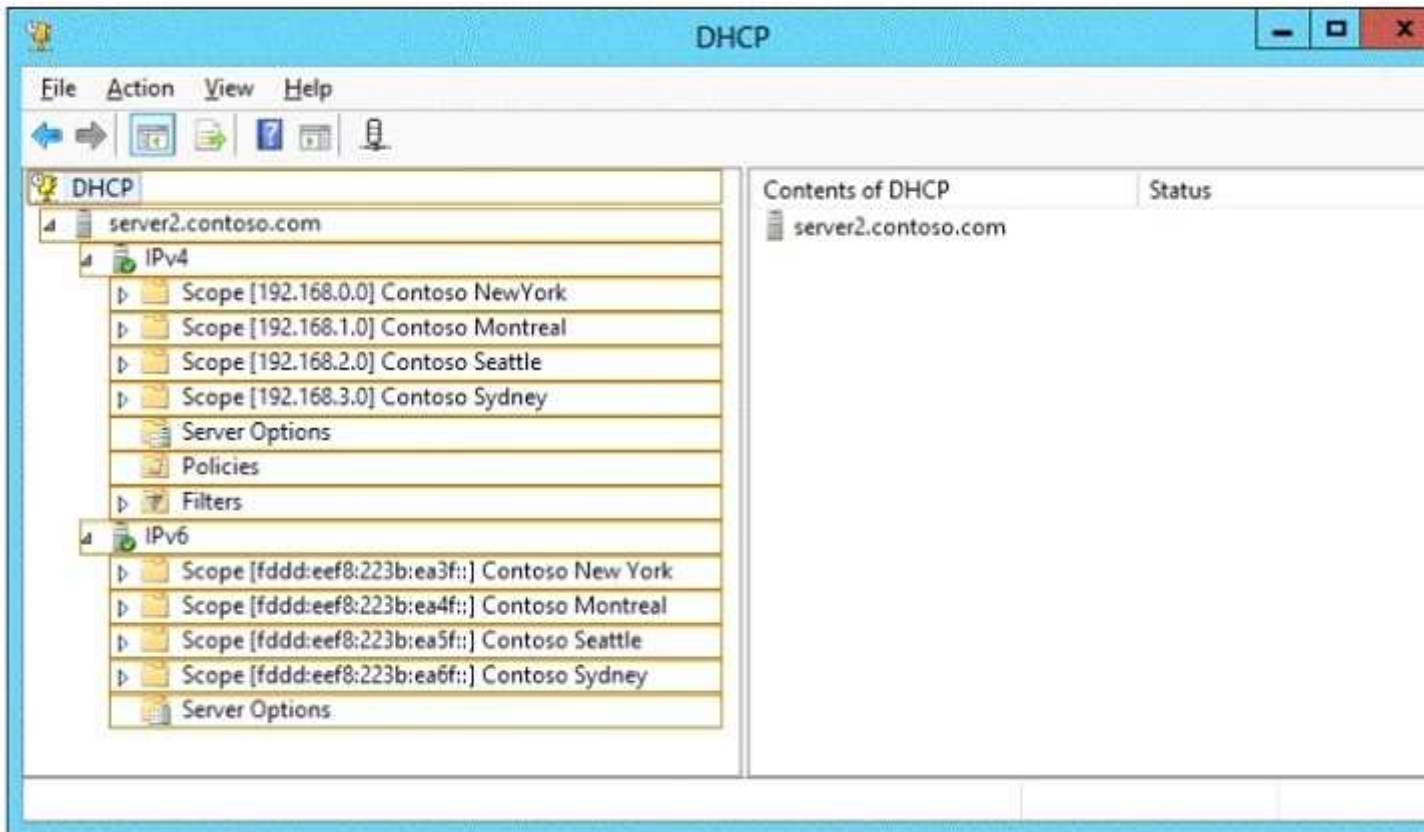 DHCP
File Action View Help
DHCP
server2.contoso.com
IPv4
Scope [192.168.0.0] Contoso NewYork
Scope [192.168.1.0] Contoso Montreal
Scope [192.168.2.0] Contoso Seattle
Scope [192.168.3.0] Contoso Sydney
Server Options
Policies
Filters
IPv6
Scope [fddd:eef8:223b:ea3f::] Contoso New York
Scope [fddd:eef8:223b:ea4f::] Contoso Montreal
Scope [fddd:eef8:223b:ea5f::] Contoso Seattle
Scope [fddd:eef8:223b:ea6f::] Contoso Sydney
Server Options
Contents of DHCP Status
server2.contoso.com